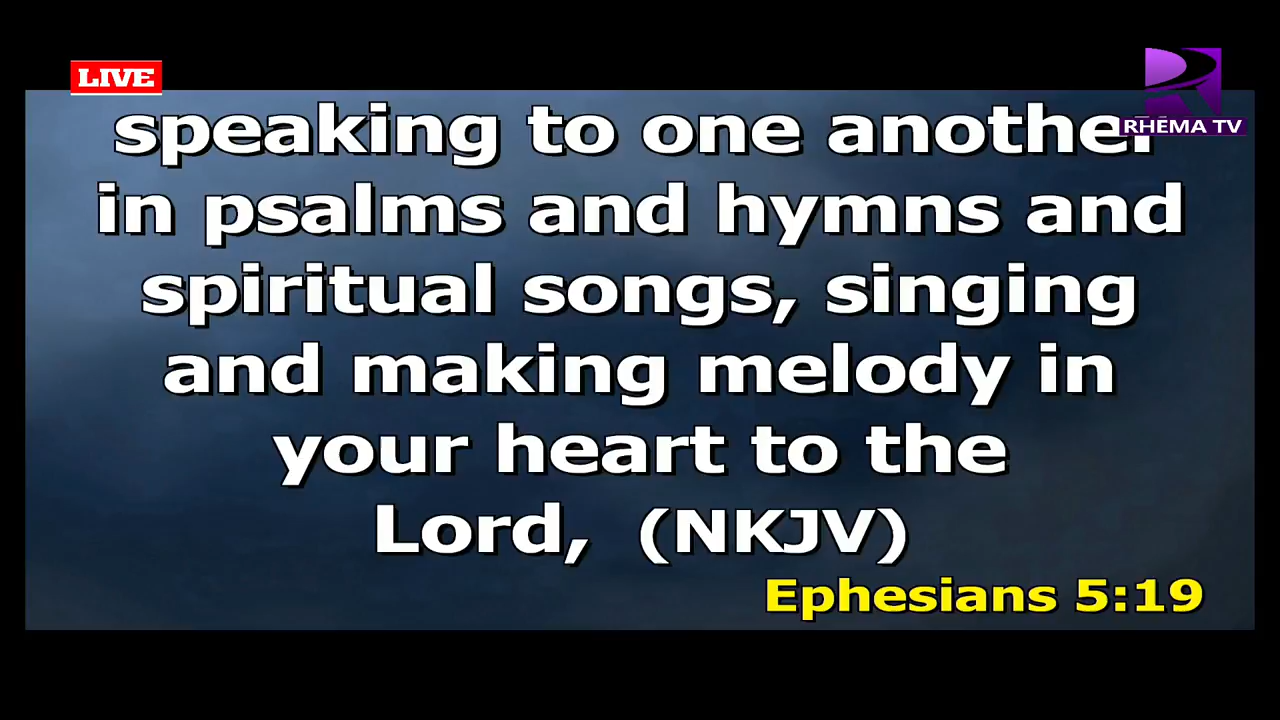 LIVE
RHEMA TV
speaking to one another
in psalms and hymns and
spiritual songs, singing
and making melody in
your heart to the
Lord, (NKJV)
Ephesians 5:19